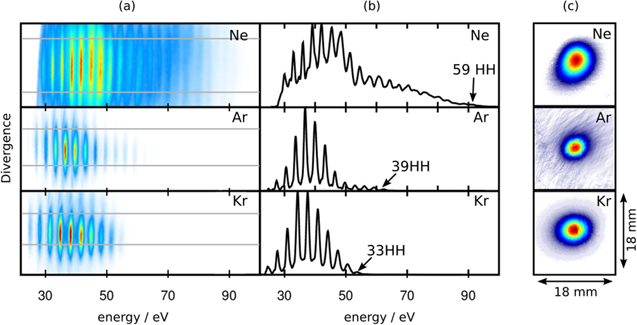 (a)
(b)
(c)
Divergence
Ne
Ne
59 HH
Ne
Ar
Ar
39HH
Ar
Kr
Kr
33HH
Kr
18 mm
30 50 70 90
30 50 70 90
18 mm
energy / eV
energy / eV